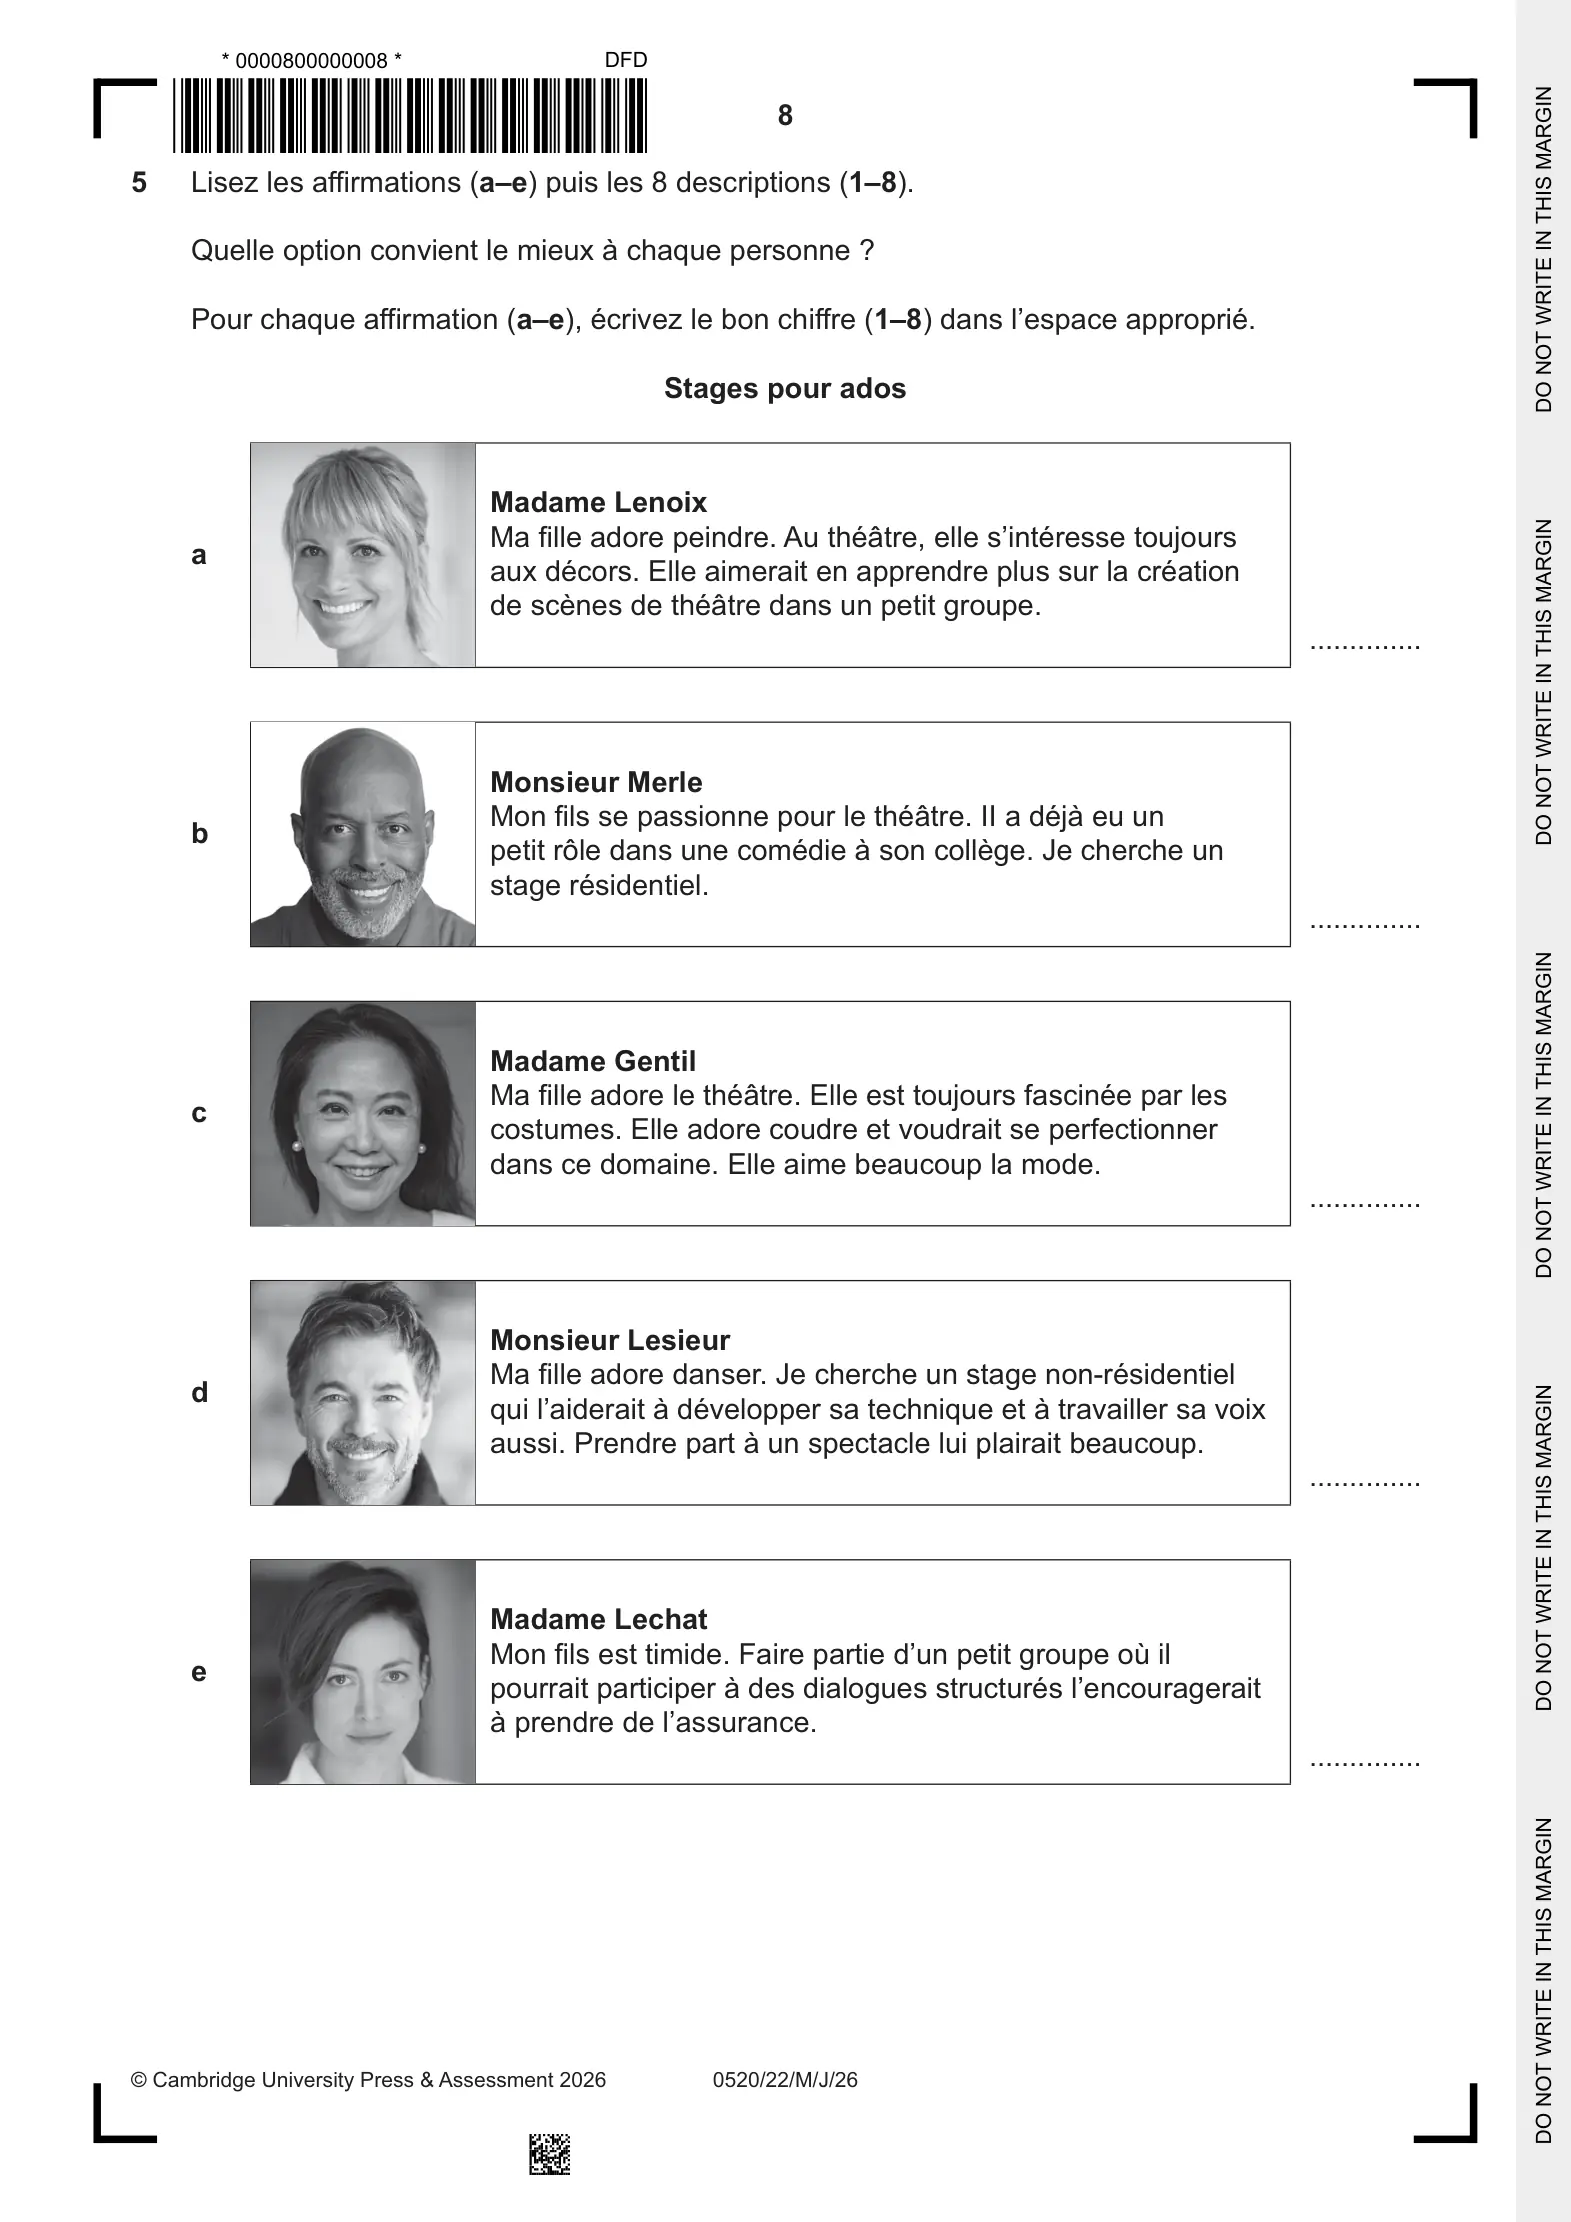 * 0000800000008 *
DFD
8
5 Lisez les affirmations (a–e) puis les 8 descriptions (1–8).
Quelle option convient le mieux à chaque personne ?
Pour chaque affirmation (a–e), écrivez le bon chiffre (1–8) dans l’espace approprié.
Stages pour ados
a
Madame Lenoix
Ma fille adore peindre. Au théâtre, elle s’intéresse toujours
aux décors. Elle aimerait en apprendre plus sur la création
de scènes de théâtre dans un petit groupe.
..............
b
Monsieur Merle
Mon fils se passionne pour le théâtre. II a déjà eu un
petit rôle dans une comédie à son collège. Je cherche un
stage résidentiel.
..............
c
Madame Gentil
Ma fille adore le théâtre. Elle est toujours fascinée par les
costumes. Elle adore coudre et voudrait se perfectionner
dans ce domaine. Elle aime beaucoup la mode.
..............
d
Monsieur Lesieur
Ma fille adore danser. Je cherche un stage non-résidentiel
qui l’aiderait à développer sa technique et à travailler sa voix
aussi. Prendre part à un spectacle lui plairait beaucoup.
..............
e
Madame Lechat
Mon fils est timide. Faire partie d’un petit groupe où il
pourrait participer à des dialogues structurés l’encouragerait
à prendre de l’assurance.
..............
© Cambridge University Press & Assessment 2026
0520/22/M/J/26
DO NOT WRITE IN THIS MARGIN
DO NOT WRITE IN THIS MARGIN
DO NOT WRITE IN THIS MARGIN
DO NOT WRITE IN THIS MARGIN
DO NOT WRITE IN THIS MARGIN